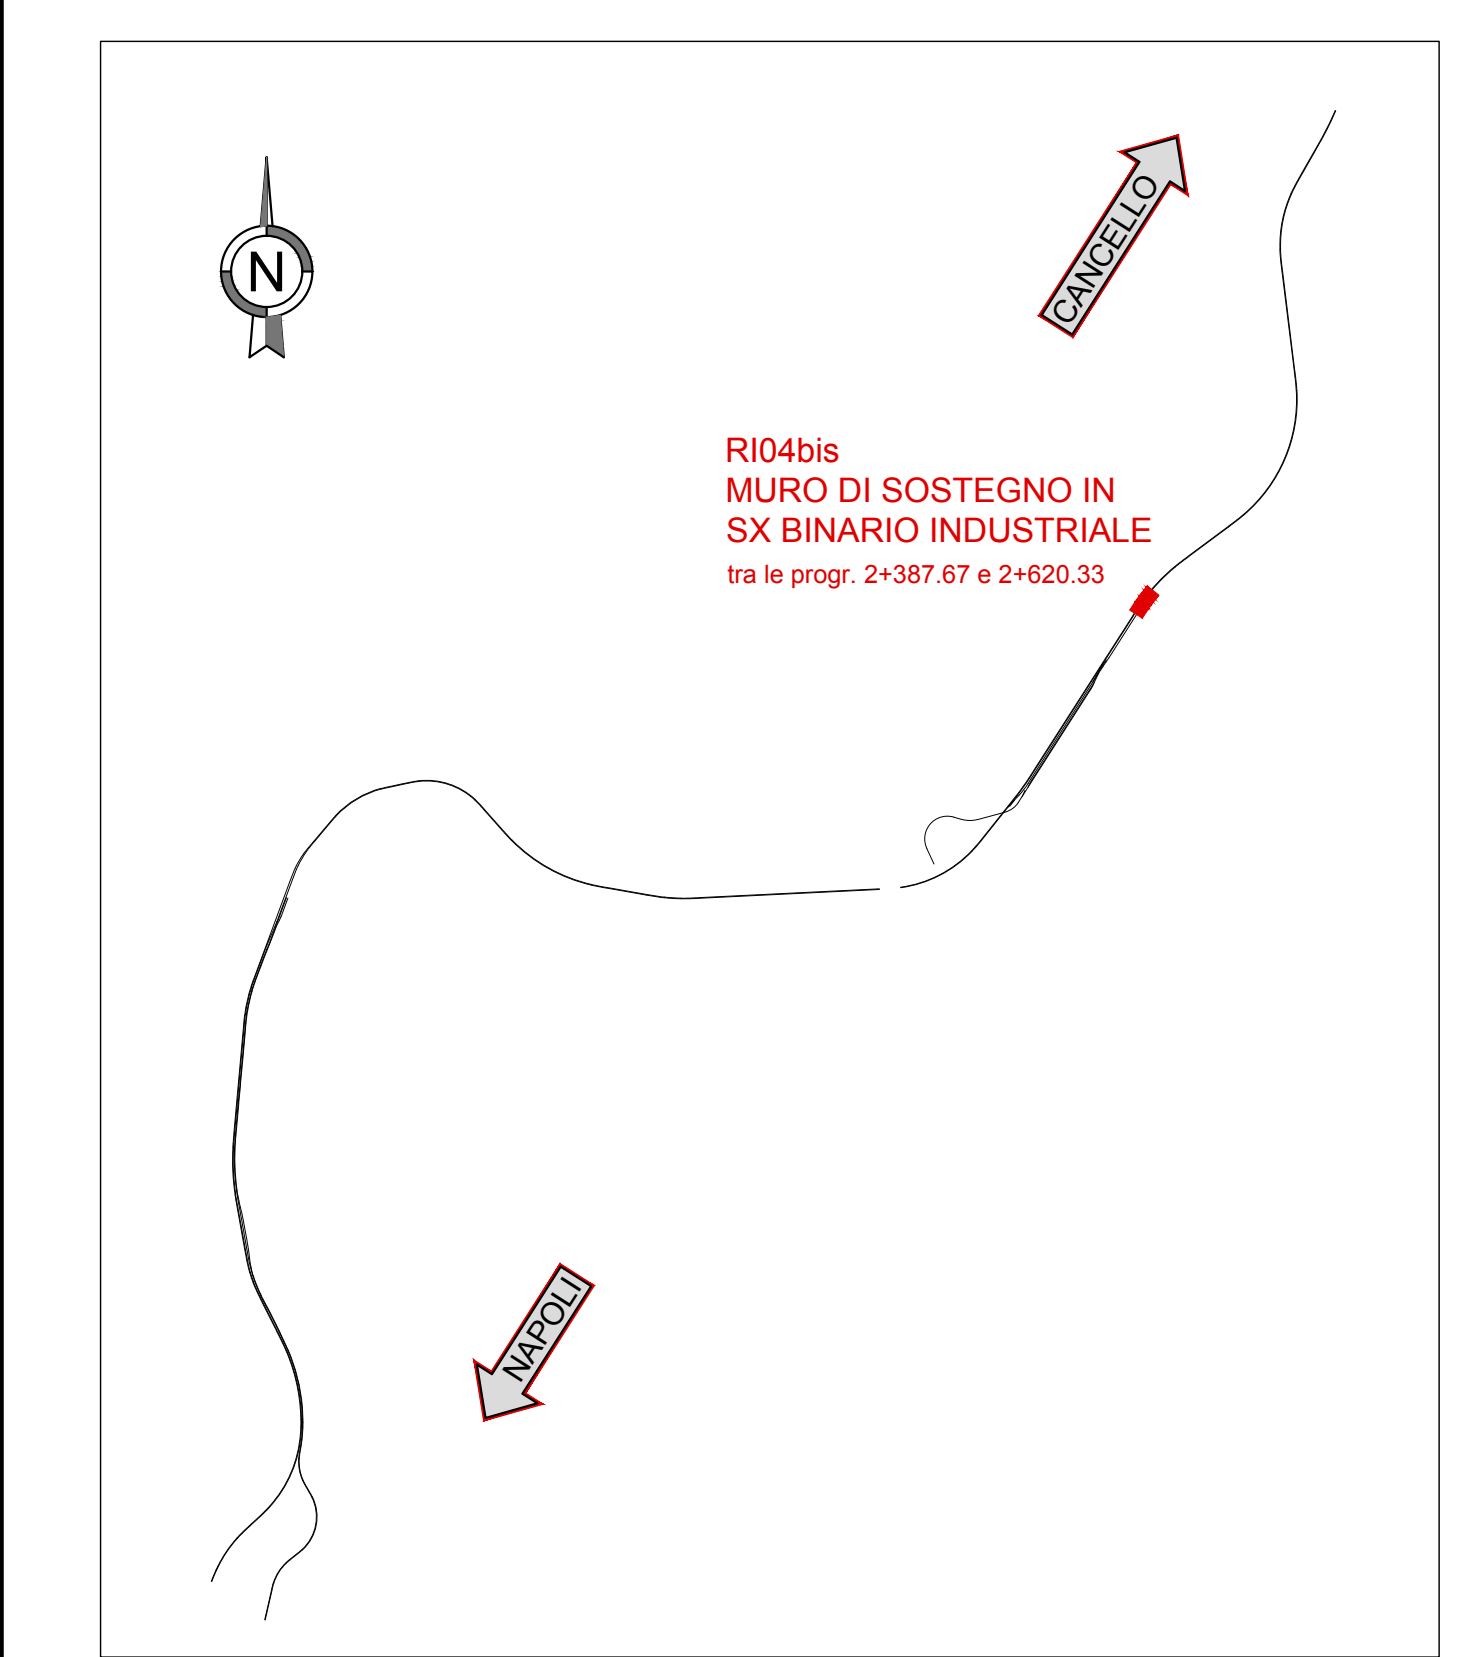 CANCELLO
N
RI04bis
MURO DI SOSTEGNO IN
SX BINARIO INDUSTRIALE
tra le progr. 2+387.67 e 2+620.33
NAPOLI